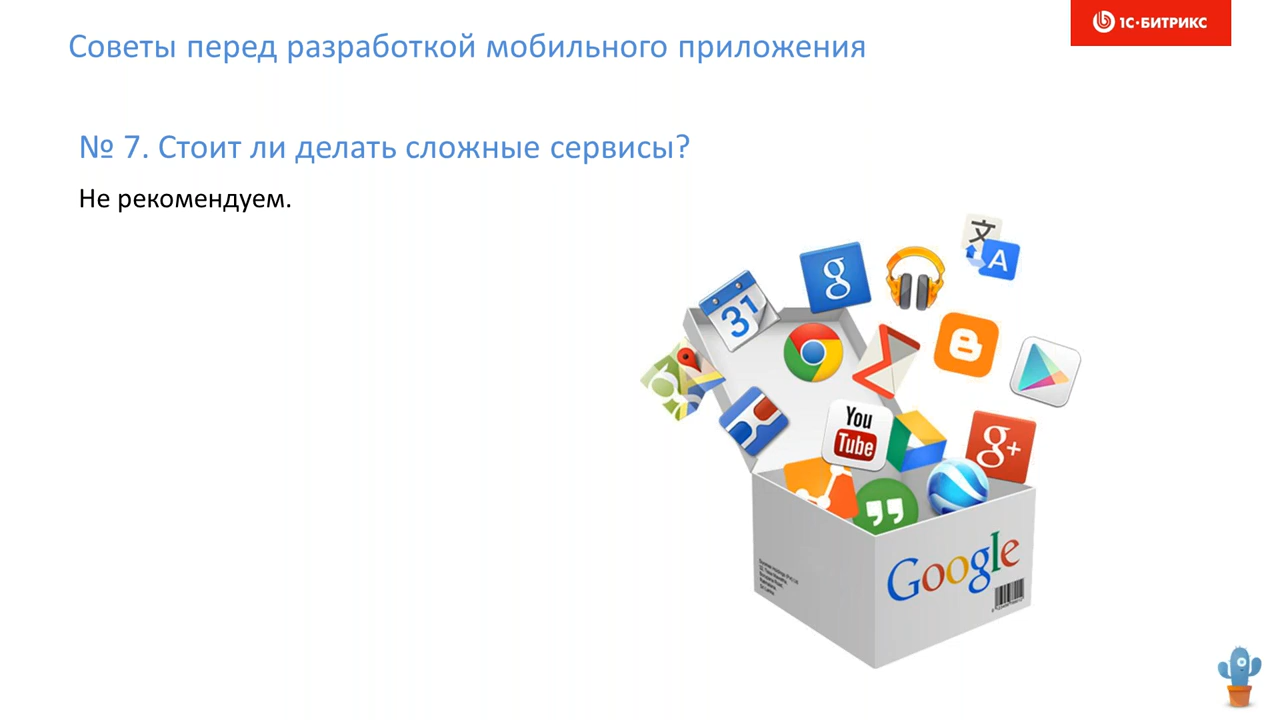 Советы перед разработкой мобильного приложения
1С·БИТРИКС
№ 7. Стоит ли делать сложные сервисы?
Не рекомендуем.
文
A
g
31
g
You
Tube
g+
Google